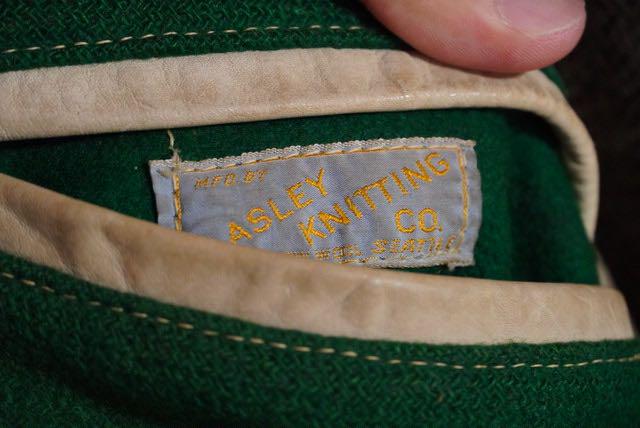 MFD. BY
ASLEY
KNITTING
CO.
SEATTLE